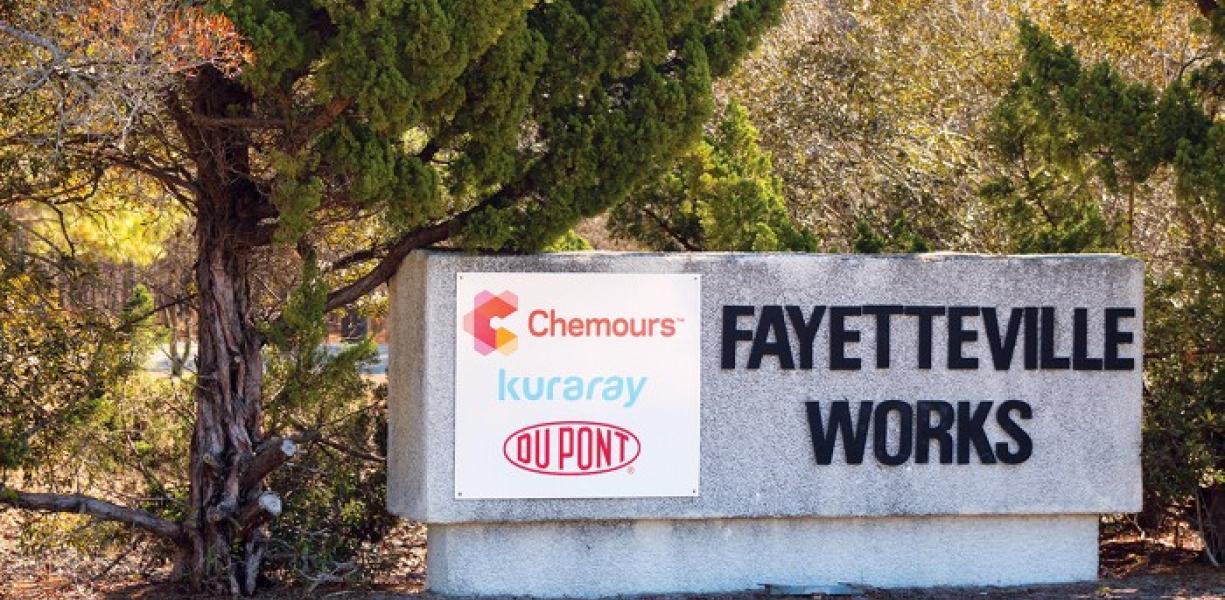 Chemours™
kuraray
DU PONT®
FAYETTEVILLE
WORKS